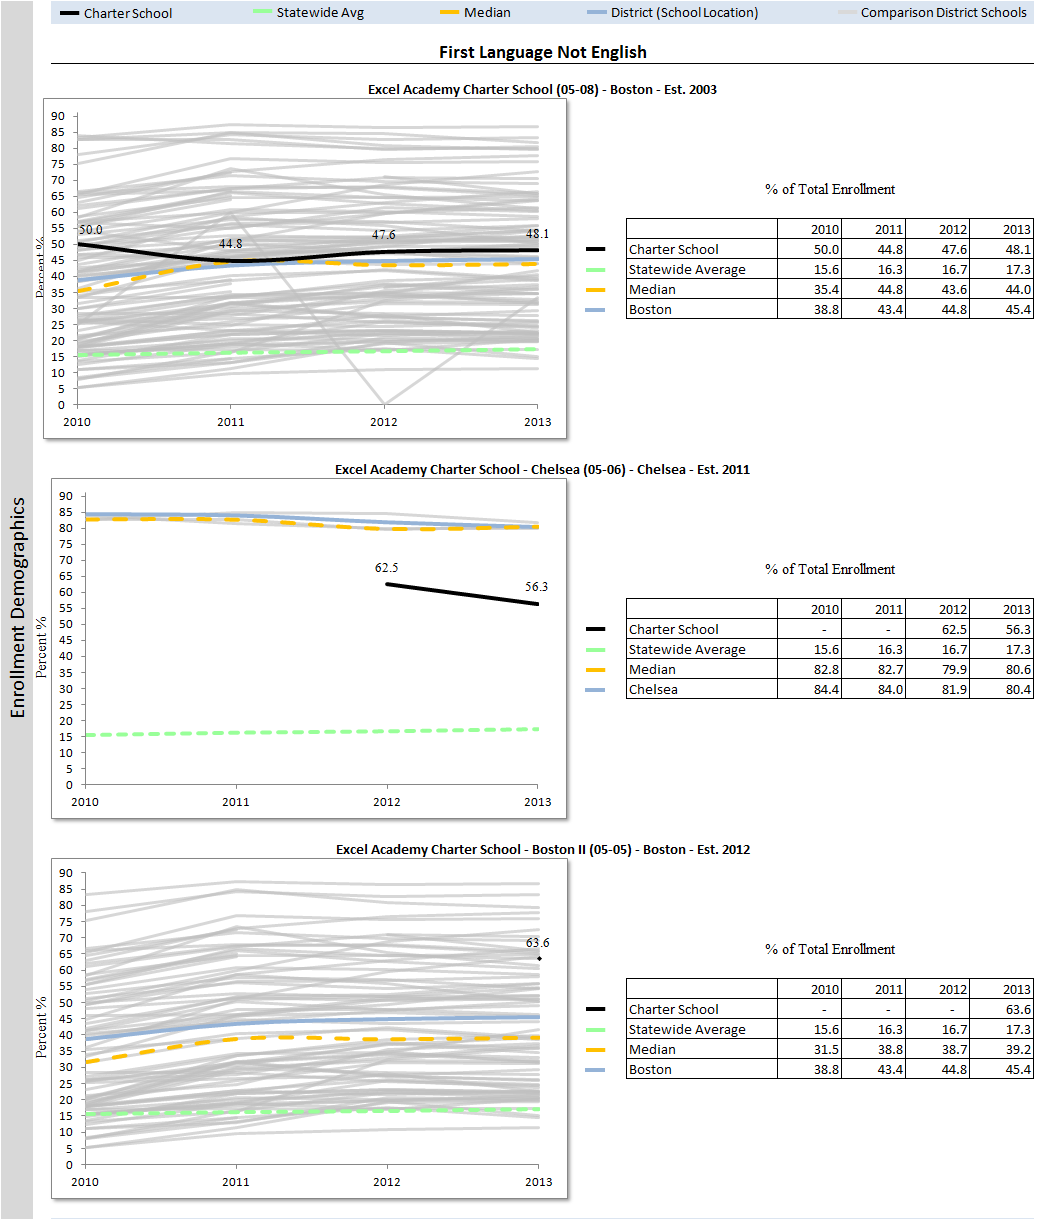 Charter School Statewide Avg Median District (School Location) Comparison District Schools
First Language Not English
Enrollment Demographics
Excel Academy Charter School (05-08) - Boston - Est. 2003
Percent %
90
85
80
75
70
65
60
55
50
45
40
35
30
25
20
15
10
5
0
50.0 44.8 47.6 48.1
2010 2011 2012 2013
% of Total Enrollment
2010 2011 2012 2013
Charter School 50.0 44.8 47.6 48.1
Statewide Average 15.6 16.3 16.7 17.3
Median 35.4 44.8 43.6 44.0
Boston 38.8 43.4 44.8 45.4
Excel Academy Charter School - Chelsea (05-06) - Chelsea - Est. 2011
Percent %
90
85
80
75
70
65
60
55
50
45
40
35
30
25
20
15
10
5
0
62.5 56.3
2010 2011 2012 2013
% of Total Enrollment
2010 2011 2012 2013
Charter School - - 62.5 56.3
Statewide Average 15.6 16.3 16.7 17.3
Median 82.8 82.7 79.9 80.6
Chelsea 84.4 84.0 81.9 80.4
Excel Academy Charter School - Boston II (05-05) - Boston - Est. 2012
Percent %
90
85
80
75
70
65
60
55
50
45
40
35
30
25
20
15
10
5
0
63.6
2010 2011 2012 2013
% of Total Enrollment
2010 2011 2012 2013
Charter School - - - 63.6
Statewide Average 15.6 16.3 16.7 17.3
Median 31.5 38.8 38.7 39.2
Boston 38.8 43.4 44.8 45.4